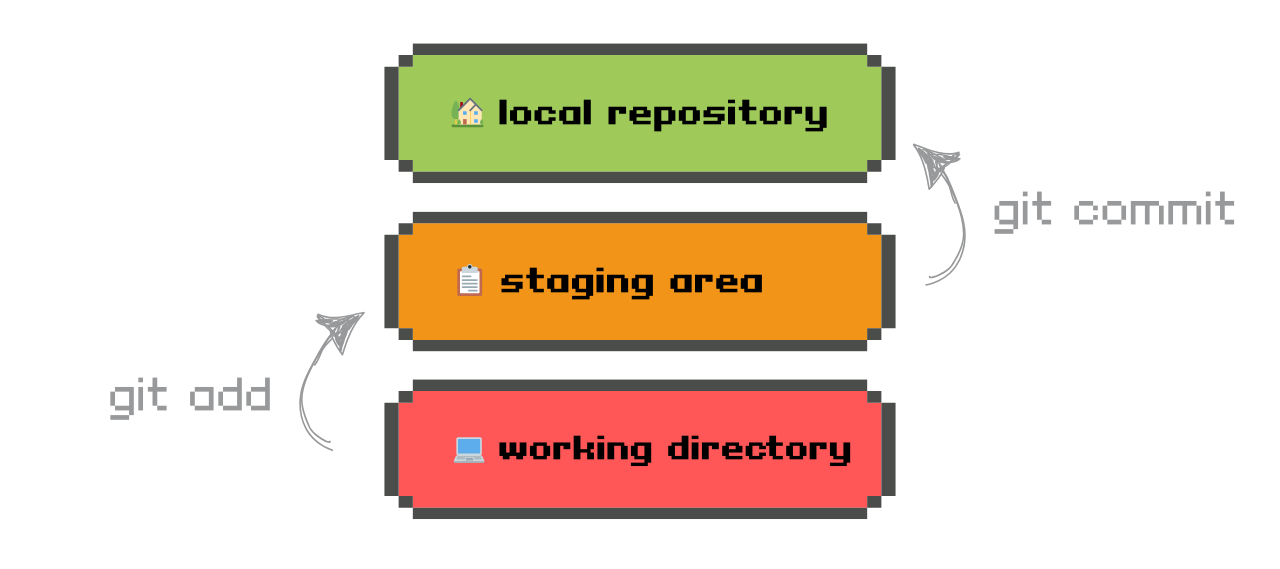 local repository
git commit
staging area
git add
working directory